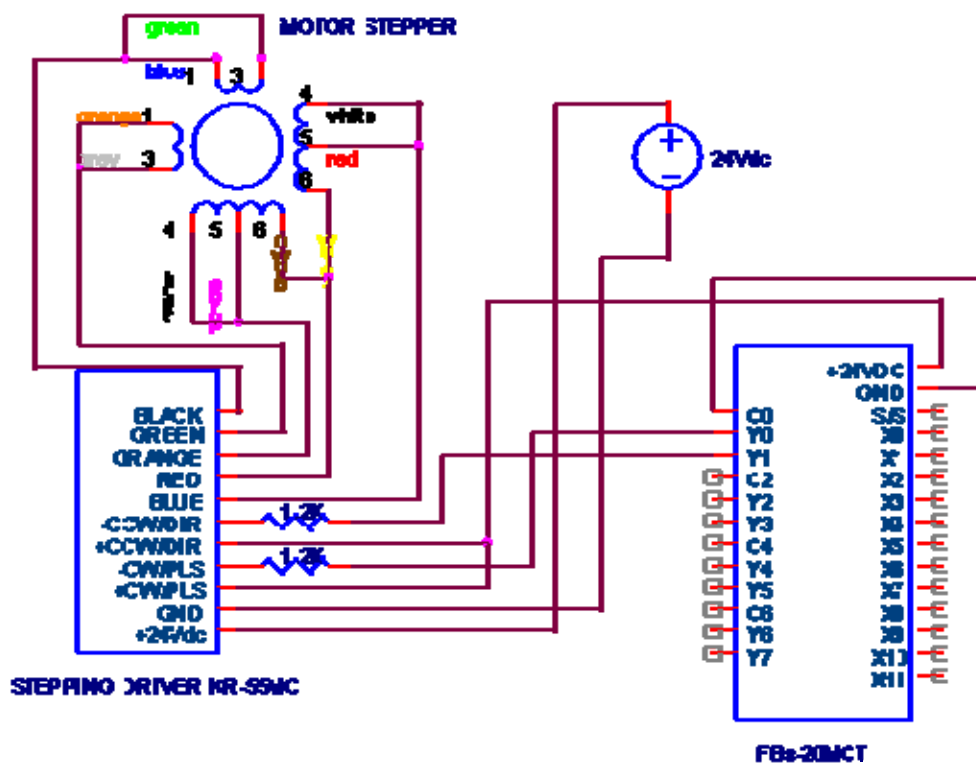 green
MOTOR STEPPER
blue
1
3
4
white
orange
1
5
red
grey
3
6
4
5
6
24Vdc
+24VDC
GND
BLACK
GREEN
ORANGE
RED
BLUE
1.2K
-CCW/DIR
+CCW/DIR
1.2K
-CW/PLS
+CW/PLS
GND
+24Vdc
C0
Y0
Y1
C2
Y2
Y3
C4
Y4
Y5
C6
Y6
Y7
S/S
X0
X1
X2
X3
X4
X5
X6
X7
X8
X9
X10
X11
STEPPING DRIVER KR-55MC
FBs-20MCT